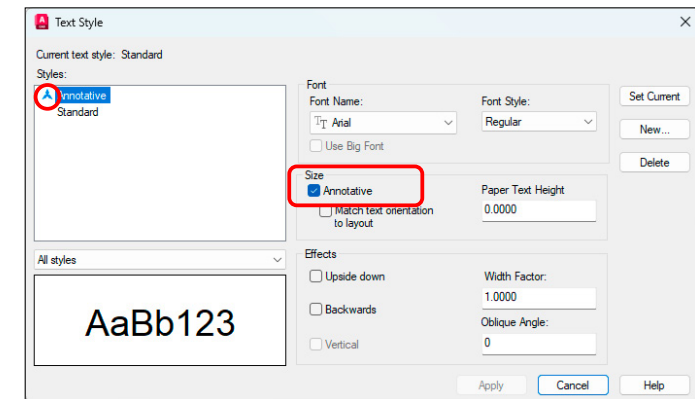 Text Style
Current text style: Standard
Styles:
Annotative
Standard
All styles
AaBb123
Font
Font Name:
Font Style:
Arial
Regular
Use Big Font
Size
Annotative
Match text orientation
to layout
Paper Text Height
0.0000
Effects
Upside down
Backwards
Vertical
Width Factor:
1.0000
Oblique Angle:
0
Set Current
New...
Delete
Apply
Cancel
Help